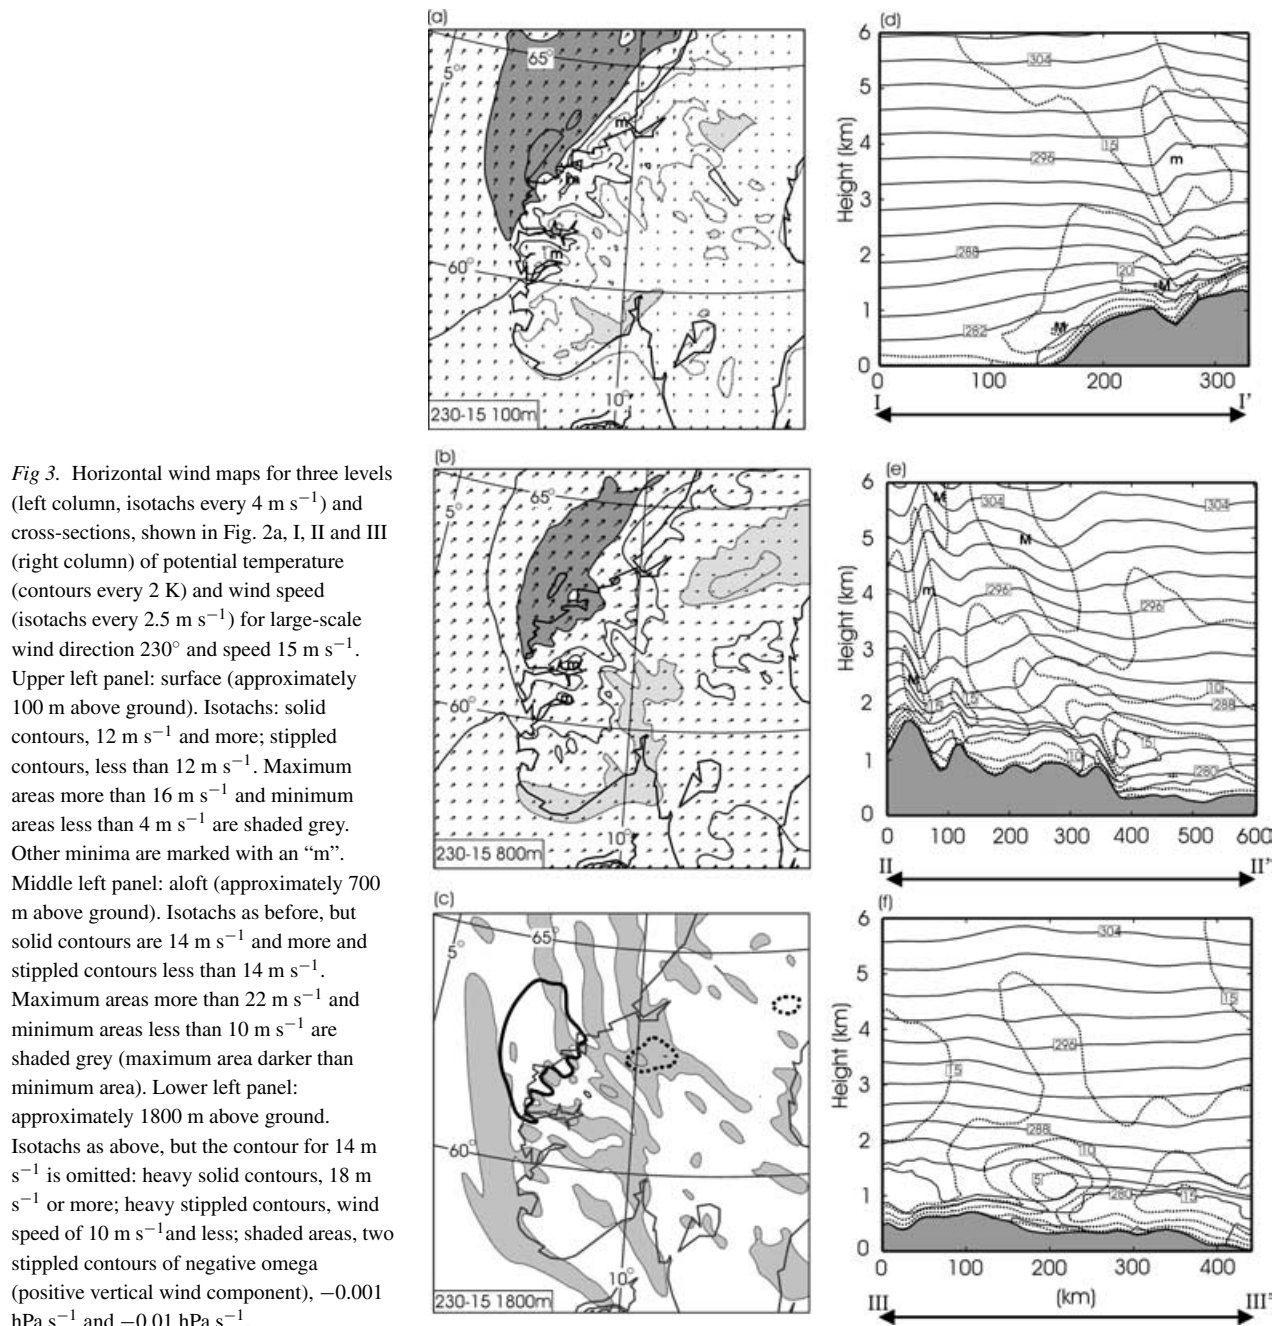 Fig 3. Horizontal wind maps for three levels
(left column, isotachs every 4 m s−1) and
cross-sections, shown in Fig. 2a, I, II and III
(right column) of potential temperature
(contours every 2 K) and wind speed
(isotachs every 2.5 m s−1) for large-scale
wind direction 230° and speed 15 m s−1.
Upper left panel: surface (approximately
100 m above ground). Isotachs: solid
contours, 12 m s−1 and more; stippled
contours, less than 12 m s−1. Maximum
areas more than 16 m s−1 and minimum
areas less than 4 m s−1 are shaded grey.
Other minima are marked with an “m”.
Middle left panel: aloft (approximately 700
m above ground). Isotachs as before, but
solid contours are 14 m s−1 and more and
stippled contours less than 14 m s−1.
Maximum areas more than 22 m s−1 and
minimum areas less than 10 m s−1 are
shaded grey (maximum area darker than
minimum area). Lower left panel:
approximately 1800 m above ground.
Isotachs as above, but the contour for 14 m
s−1 is omitted: heavy solid contours, 18 m
s−1 or more; heavy stippled contours, wind
speed of 10 m s−1and less; shaded areas, two
stippled contours of negative omega
(positive vertical wind component), −0.001
hPa s−1 and −0.01 hPa s−1
(a)
65°
5°
m
m
60°
10°
230-15 100m
(b)
65°
5°
60°
10°
230-15 800m
(c)
65°
5°
60°
10°
230-15 1800m
(d)
6
5
4
3
2
1
0
Height (km)
304
15
296
m
288
20
M
M
282
0 100 200 300
I I'
(e)
6
5
4
3
2
1
0
Height (km)
M
304
304
M
m
296
296
M
15
15
10
288
10
5
280
0 100 200 300 400 500 600
II II"
(f)
6
5
4
3
2
1
0
Height (km)
304
15
296
15
288
10
5
280
15
0 100 200 300 400
(km)
III